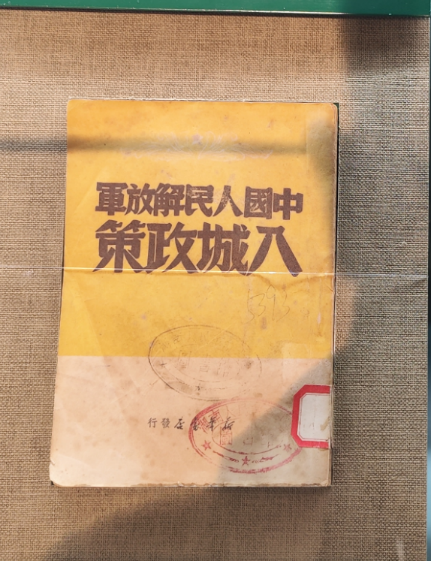 中國人民解放軍
入城政策
新華書店發行